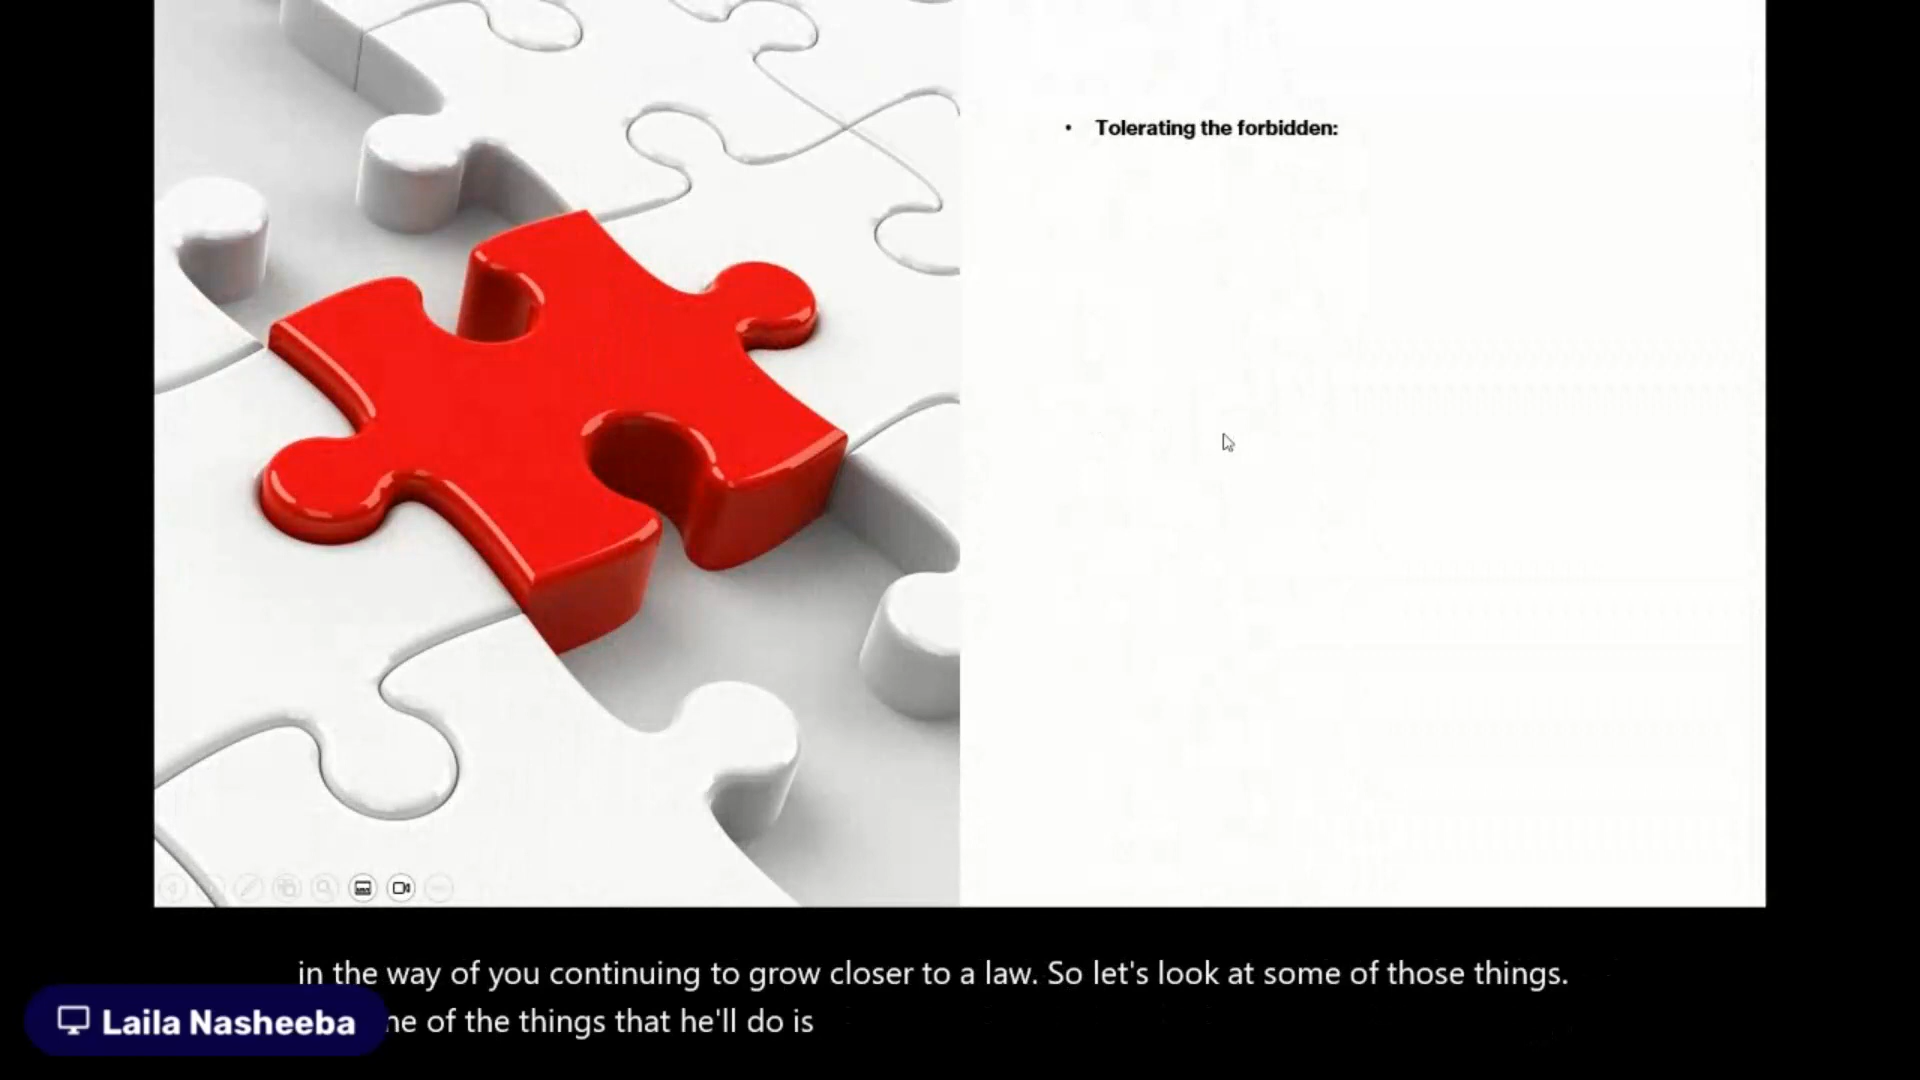 • Tolerating the forbidden:
in the way of you continuing to grow closer to a law. So let's look at some of those things.
of the things that he'll do is
Laila Nasheeba